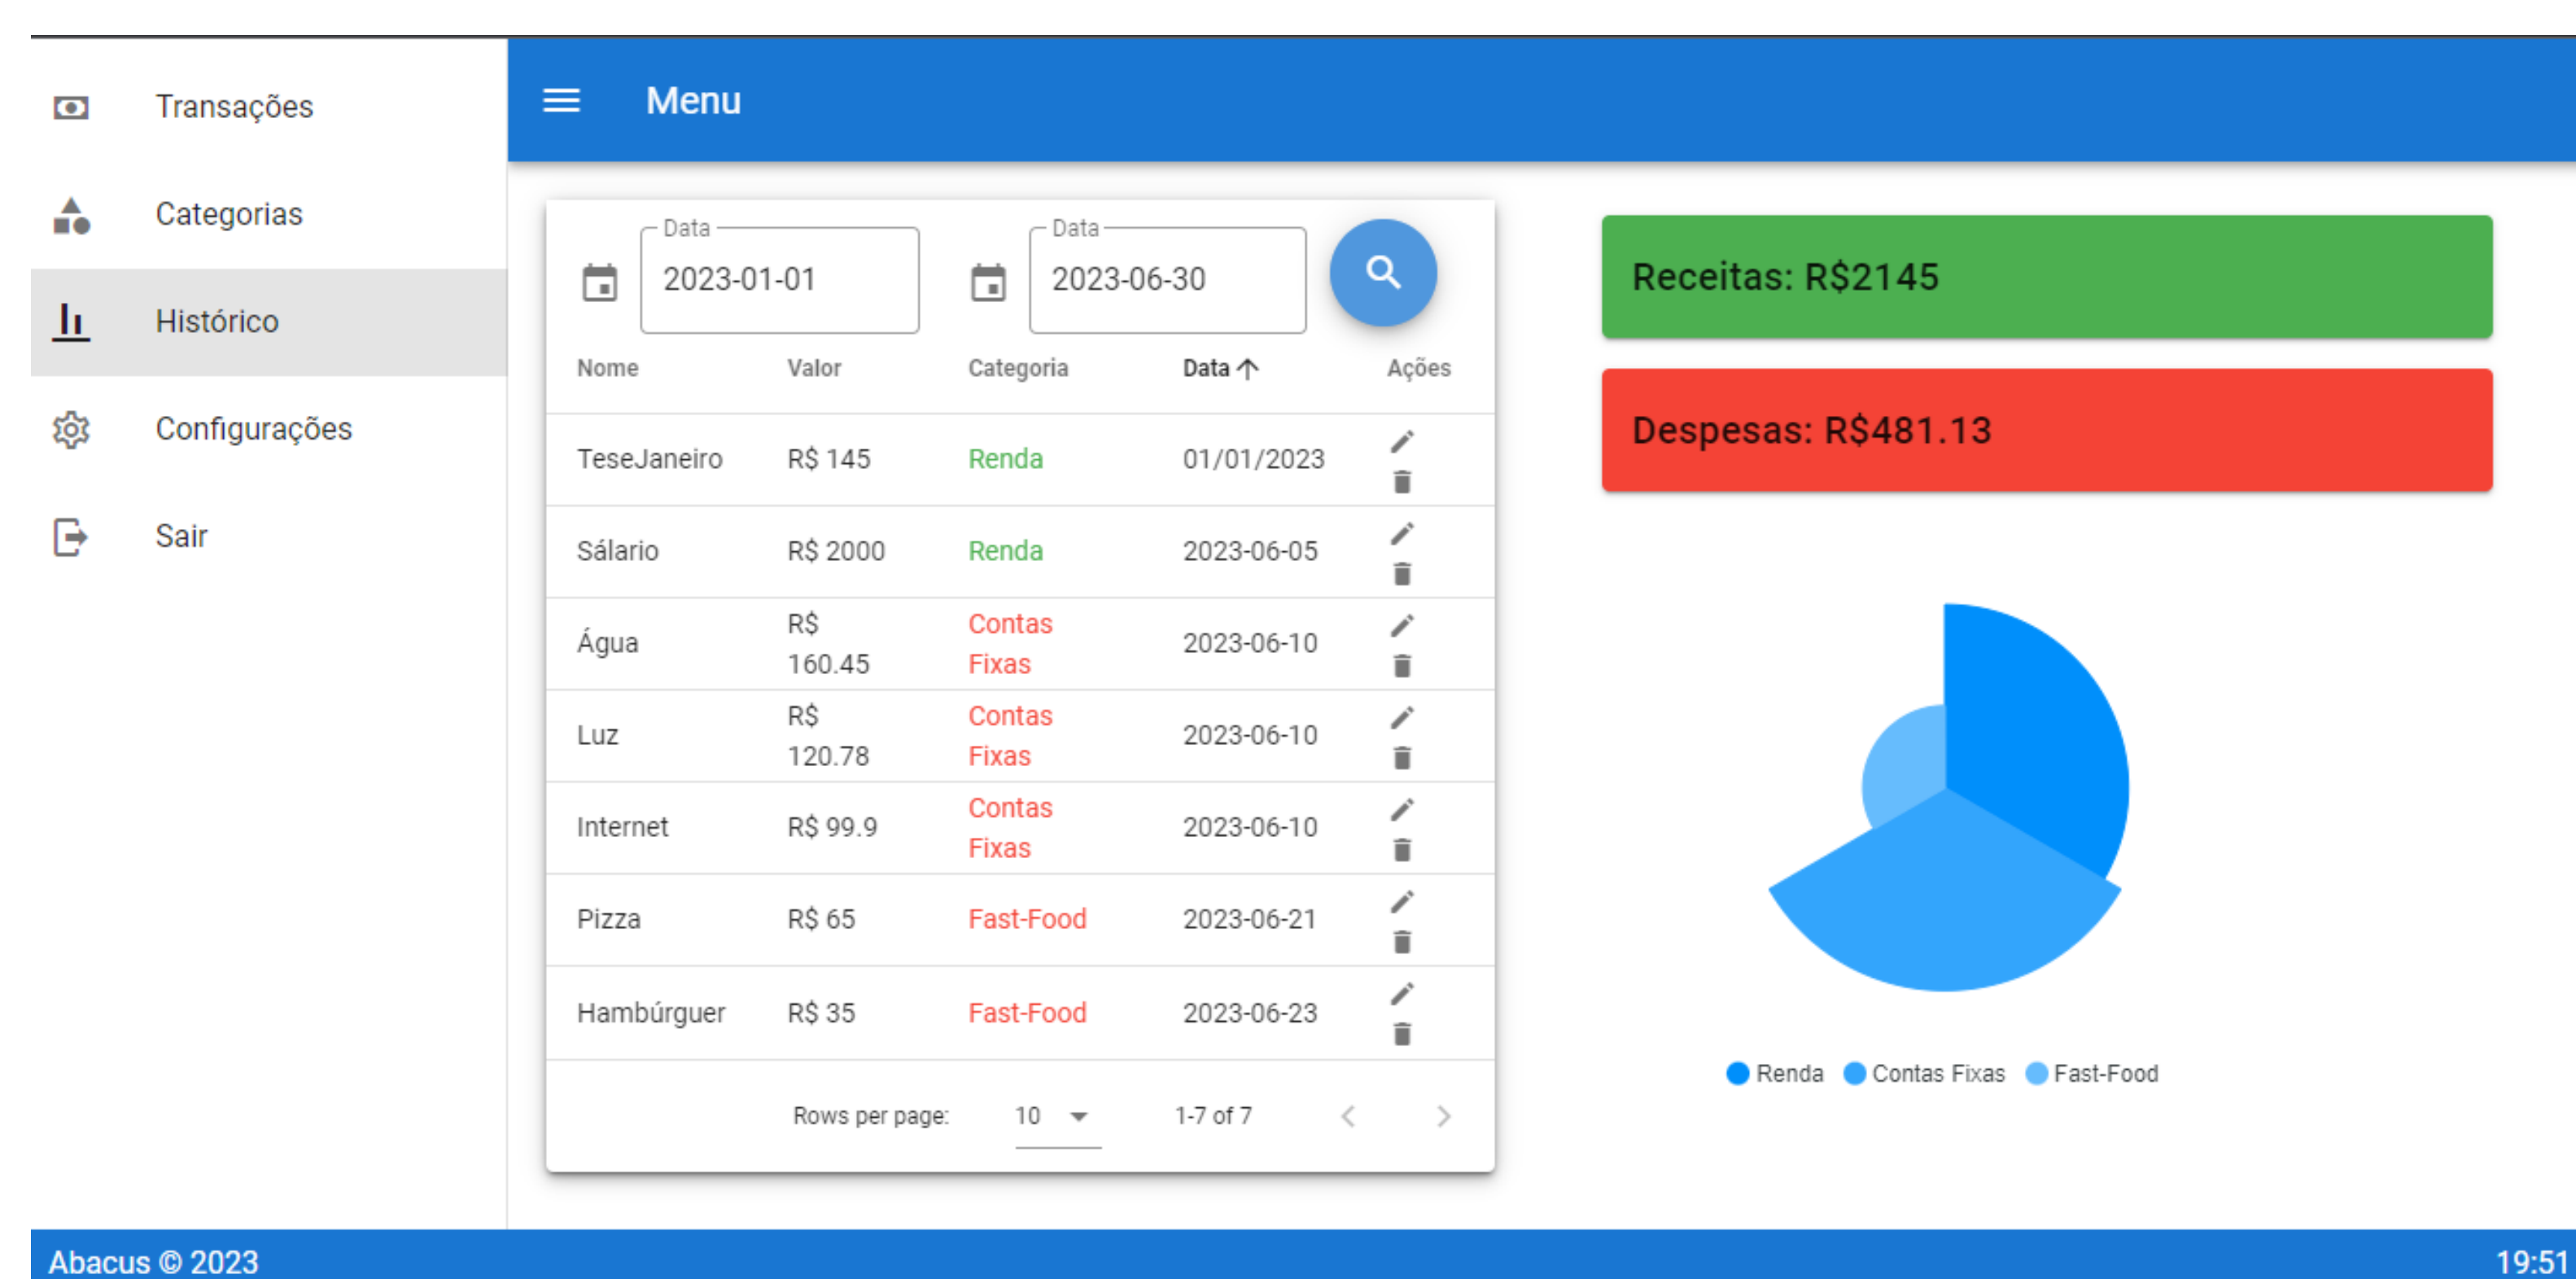 Transações
Categorias
Histórico
Configurações
Sair
Menu
Data
2023-01-01
Data
2023-06-30
Nome Valor Categoria Data Ações
TeseJaneiro R$ 145 Renda 01/01/2023
Sálario R$ 2000 Renda 2023-06-05
Água R$ 160.45 Contas Fixas 2023-06-10
Luz R$ 120.78 Contas Fixas 2023-06-10
Internet R$ 99.9 Contas Fixas 2023-06-10
Pizza R$ 65 Fast-Food 2023-06-21
Hambúrguer R$ 35 Fast-Food 2023-06-23
Rows per page: 10 1-7 of 7
Receitas: R$2145
Despesas: R$481.13
Renda Contas Fixas Fast-Food
Abacus © 2023
19:51